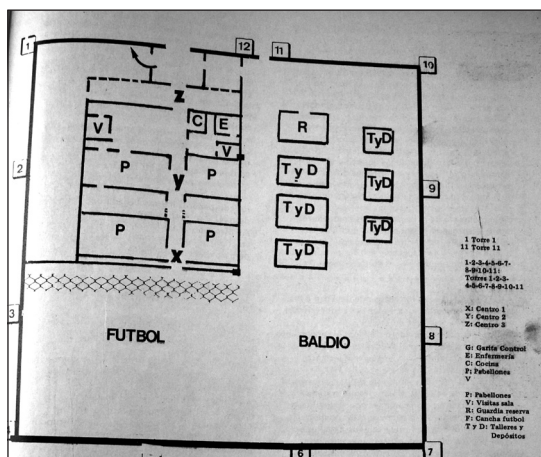 1
12
11
10
Z
C
E
R
TyD
V
V
P
P
TyD
2
Y
TyD
9
TyD
P
P
TyD
X
TyD
3
FUTBOL
BALDIO
8
6
7
1 Torre 1
11 Torre 11
1-2-3-4-5-6-7-
8-9-10-11:
Torres 1-2-3-
4-5-6-7-8-9-10-11
X: Centro 1
Y: Centro 2
Z: Centro 3
G: Garita Control
E: Enfermería
C: Cocina
P: Pabellones
V
P: Pabellones
V: Visitas sala
R: Guardia reserva
F: Cancha futbol
T y D: Talleres y
Depósitos